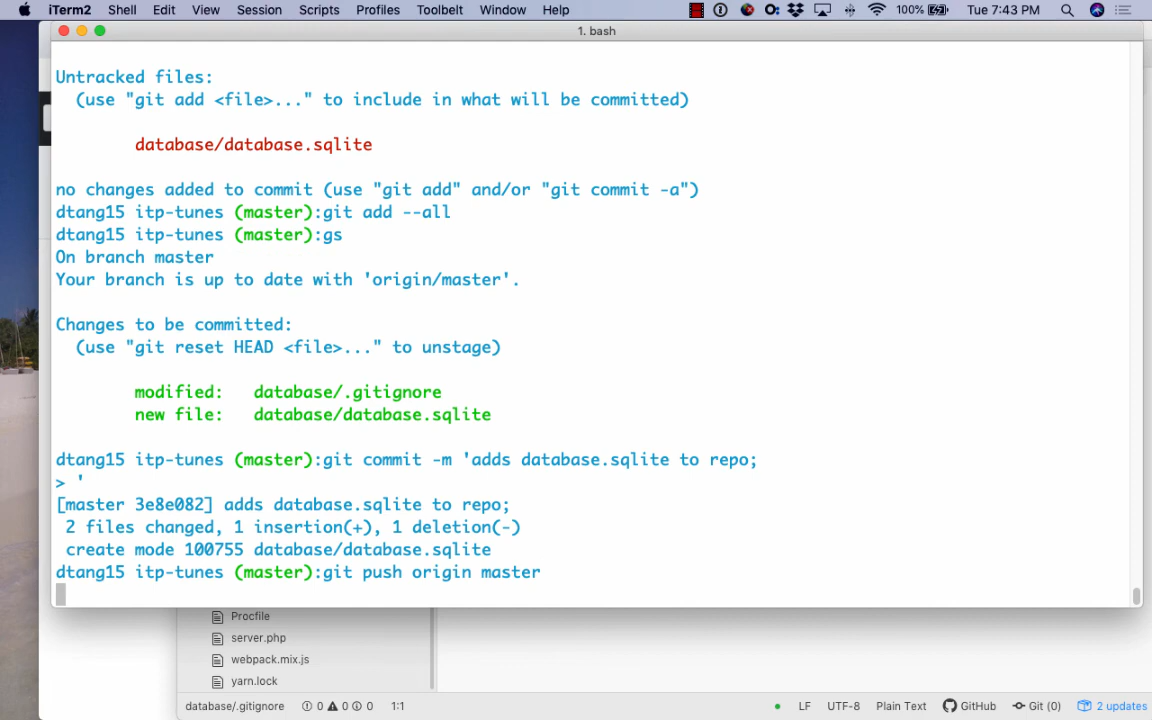 iTerm2 Shell Edit View Session Scripts Profiles Toolbelt Window Help 100% Tue 7:43 PM
1. bash
Untracked files:
(use "git add <file>..." to include in what will be committed)
database/database.sqlite
no changes added to commit (use "git add" and/or "git commit -a")
dtang15 itp-tunes (master):git add --all
dtang15 itp-tunes (master):gs
On branch master
Your branch is up to date with 'origin/master'.
Changes to be committed:
(use "git reset HEAD <file>..." to unstage)
modified: database/.gitignore
new file: database/database.sqlite
dtang15 itp-tunes (master):git commit -m 'adds database.sqlite to repo;
> '
[master 3e8e082] adds database.sqlite to repo;
2 files changed, 1 insertion(+), 1 deletion(-)
create mode 100755 database/database.sqlite
dtang15 itp-tunes (master):git push origin master
Procfile
server.php
webpack.mix.js
yarn.lock
database/.gitignore 0 0 0 1:1 LF UTF-8 Plain Text GitHub Git (0) 2 updates